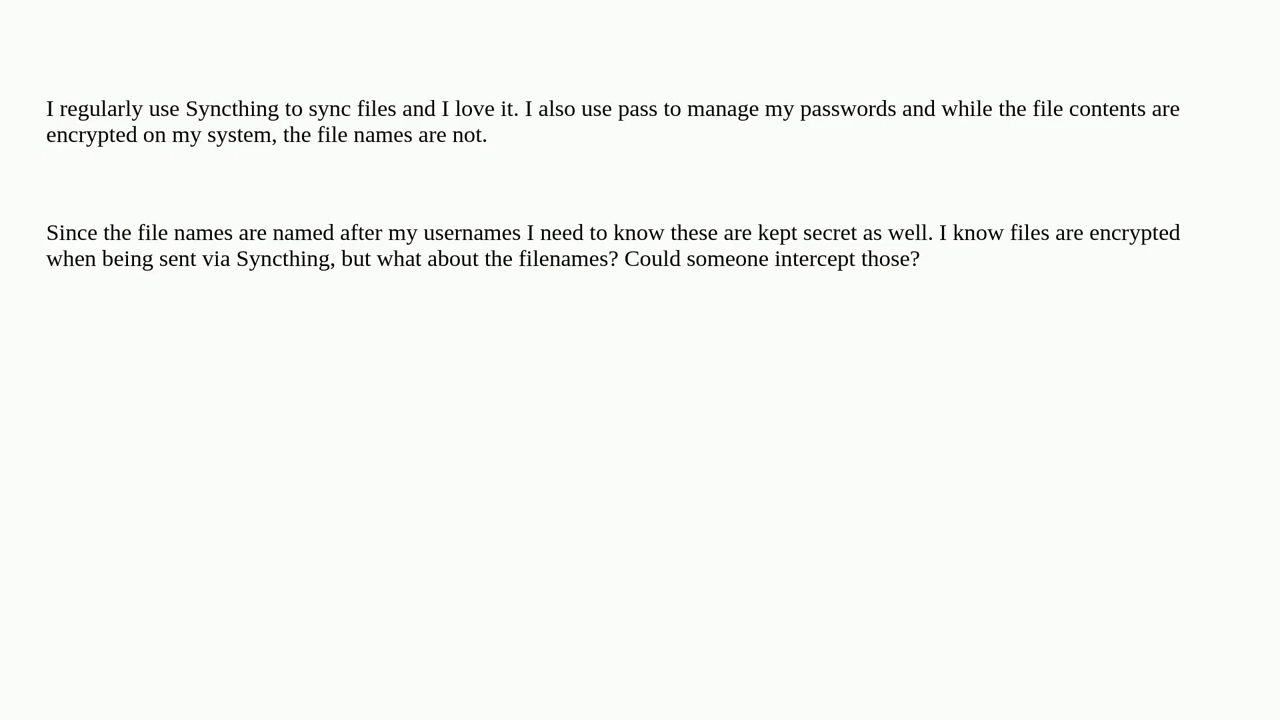 I regularly use Syncthing to sync files and I love it. I also use pass to manage my passwords and while the file contents are
encrypted on my system, the file names are not.
Since the file names are named after my usernames I need to know these are kept secret as well. I know files are encrypted
when being sent via Syncthing, but what about the filenames? Could someone intercept those?